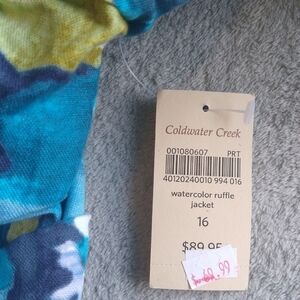 Coldwater Creek
001080607 PRT
40120240010 994 016
watercolor ruffle
jacket
16
$89.95